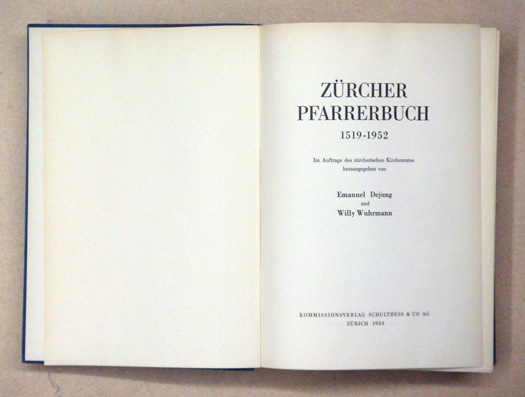 ZÜRCHER
PFARRERBUCH
1519-1952
Im Auftrage des zürcherischen Kirchenrates
herausgegeben von
Emanuel Dejung
und
Willy Wuhrmann
KOMMISSIONSVERLAG SCHULTHESS & CO AG
ZÜRICH 1953